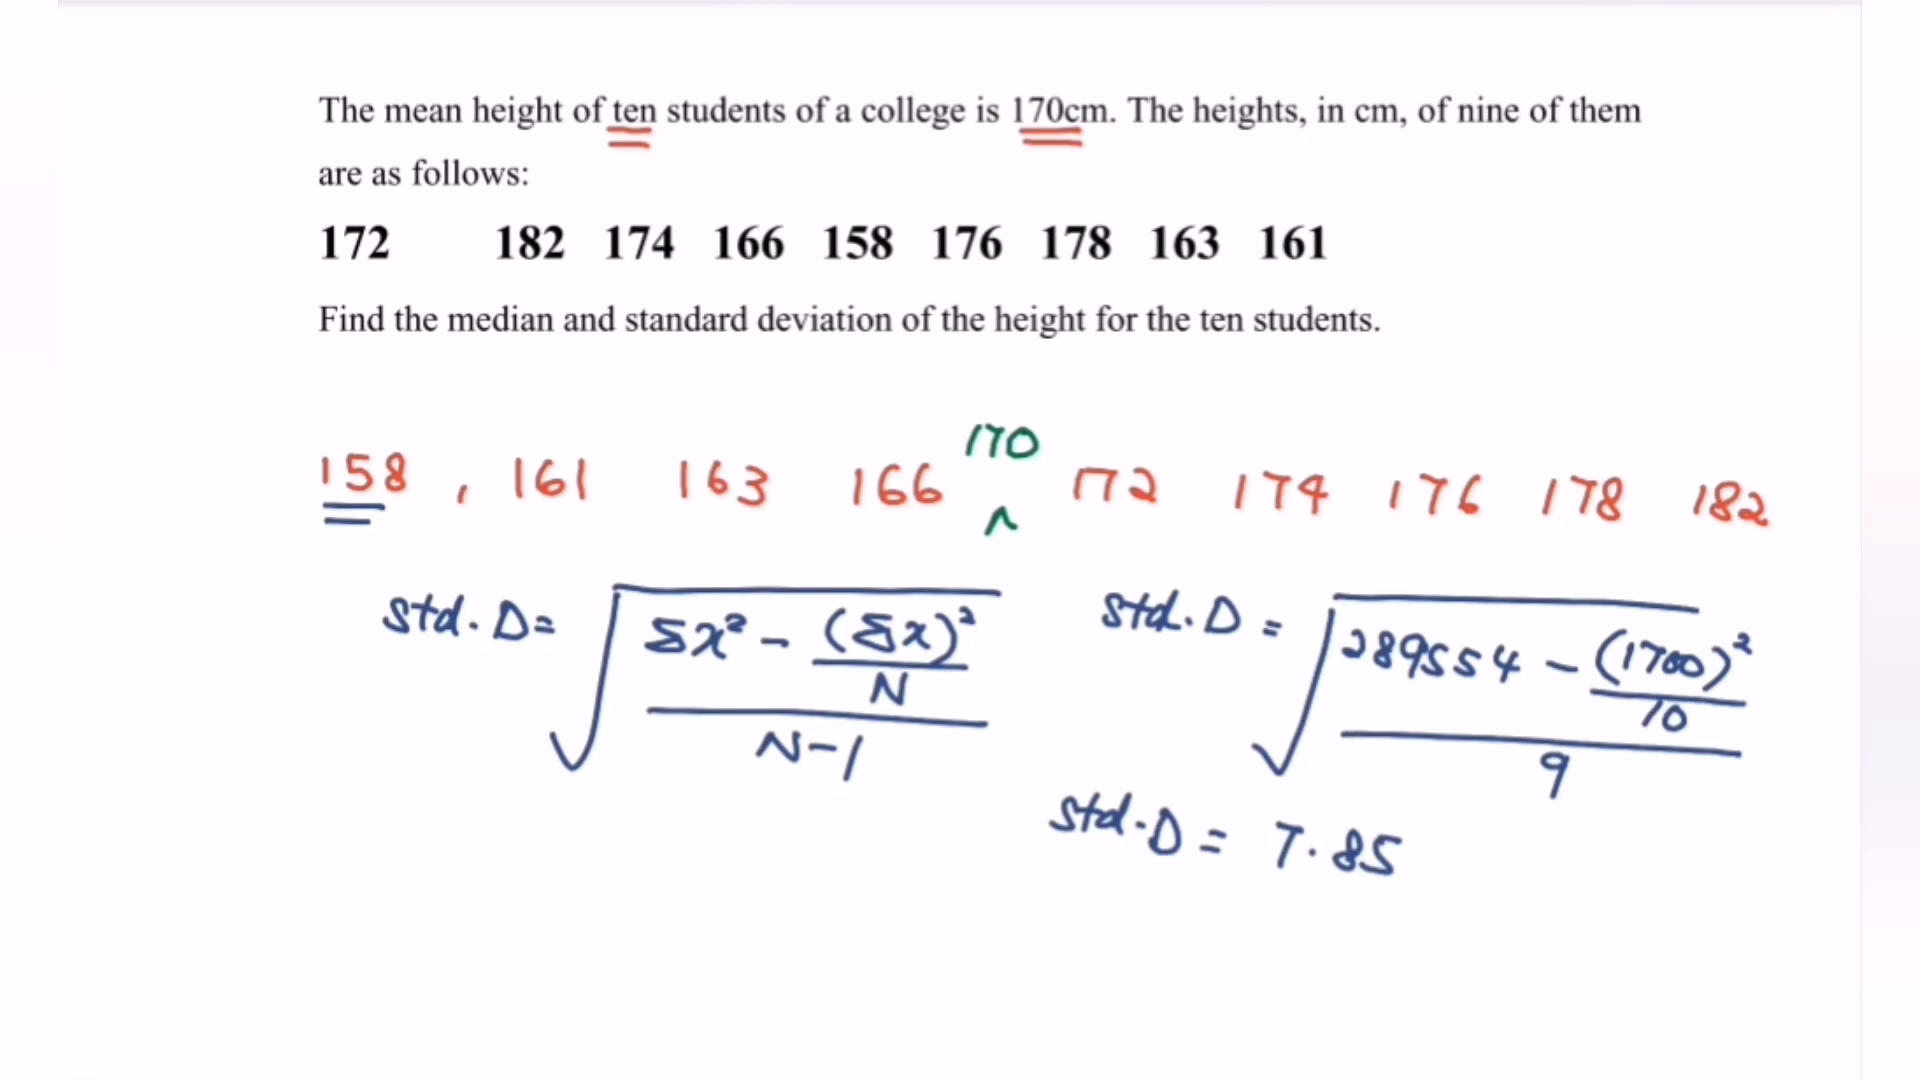 The mean height of ten students of a college is 170cm. The heights, in cm, of nine of them
are as follows:
172 182 174 166 158 176 178 163 161
Find the median and standard deviation of the height for the ten students.
170
158 , 161 163 166 ^ 172 174 176 178 182
Std. D = √((Σx² - (Σx)²/N)/(N-1))
Std. D = √((289554 - (1700)²/10)/9)
Std. D = 7.85